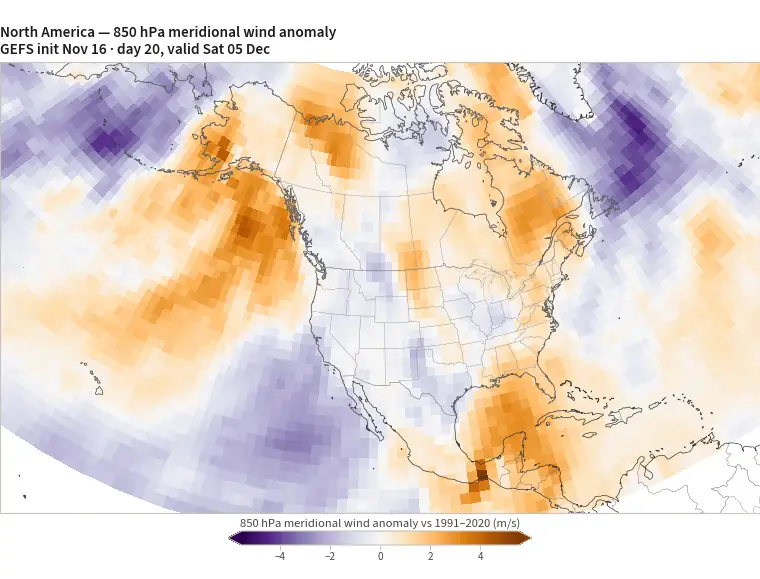 North America — 850 hPa meridional wind anomaly
GEFS init Nov 16 · day 20, valid Sat 05 Dec
850 hPa meridional wind anomaly vs 1991–2020 (m/s)
−4 −2 0 2 4